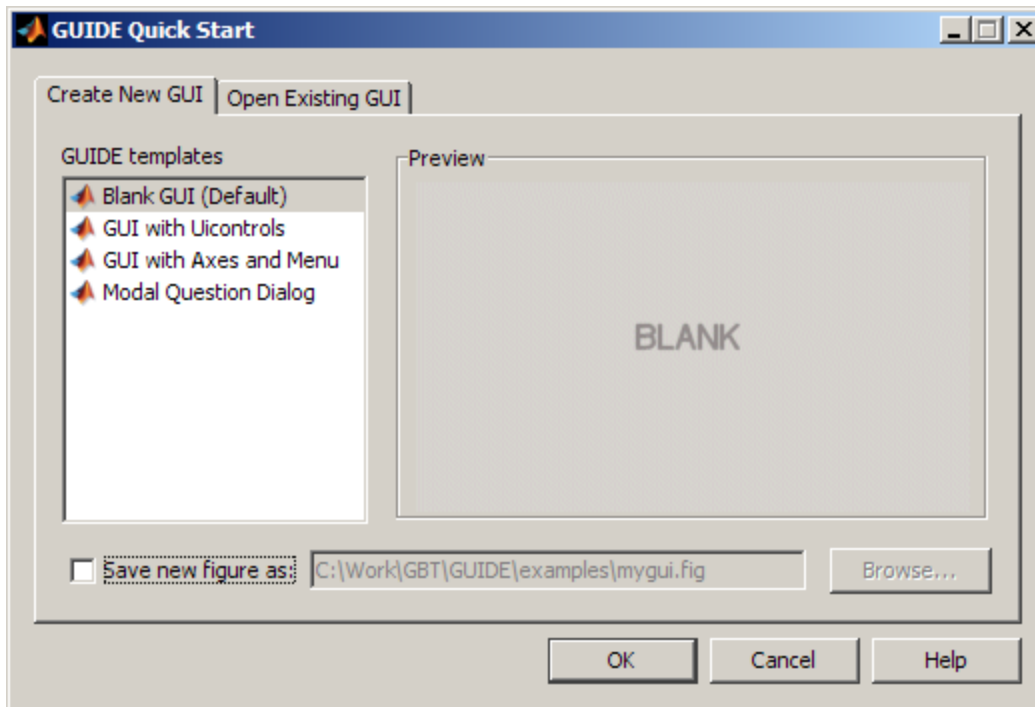 GUIDE Quick Start
Create New GUI
Open Existing GUI
GUIDE templates
Blank GUI (Default)
GUI with Uicontrols
GUI with Axes and Menu
Modal Question Dialog
Preview
BLANK
Save new figure as:
C:\Work\GBT\GUIDE\examples\mygui.fig
Browse...
OK
Cancel
Help